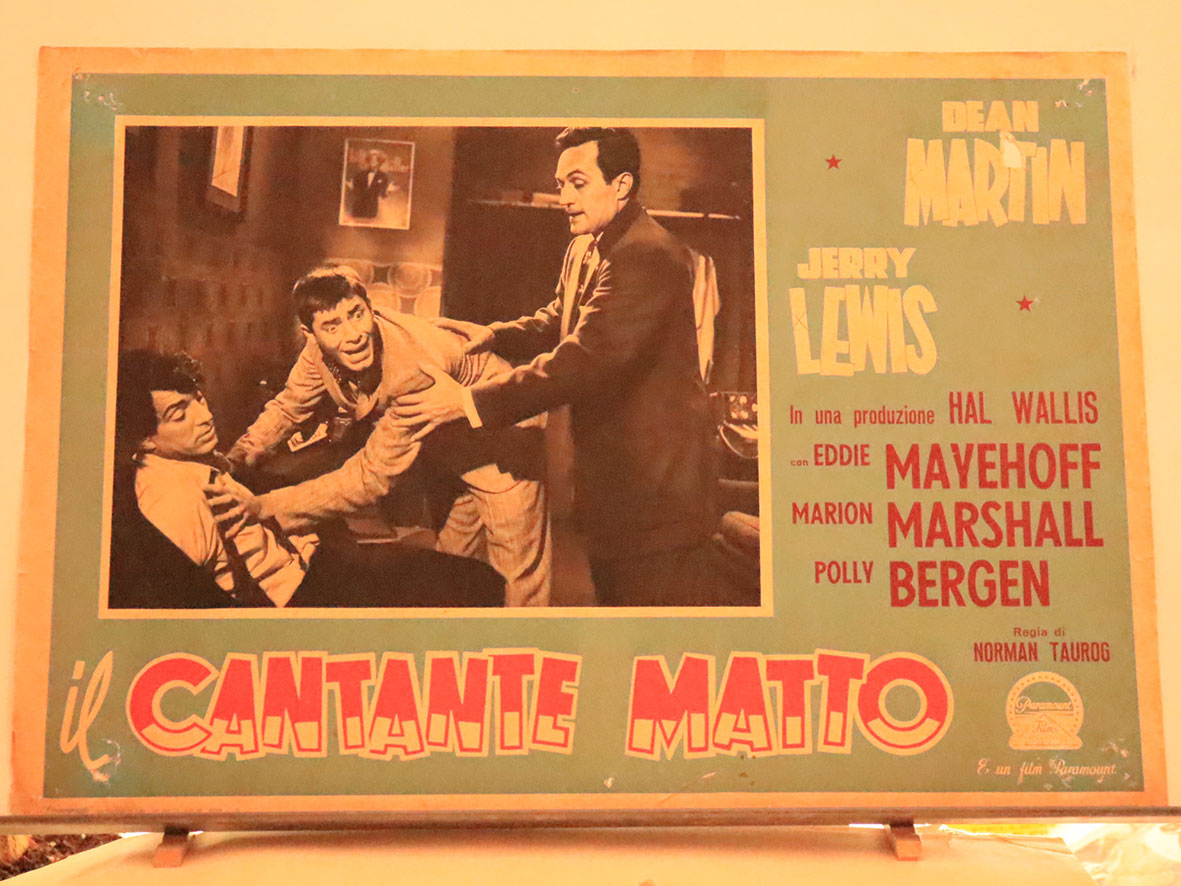 DEAN
MARTIN
JERRY
LEWIS
In una produzione HAL WALLIS
con EDDIE MAYEHOFF
MARION MARSHALL
POLLY BERGEN
Regia di
NORMAN TAUROG
il CANTANTE MATTO
Paramount
Films
E' un film Paramount